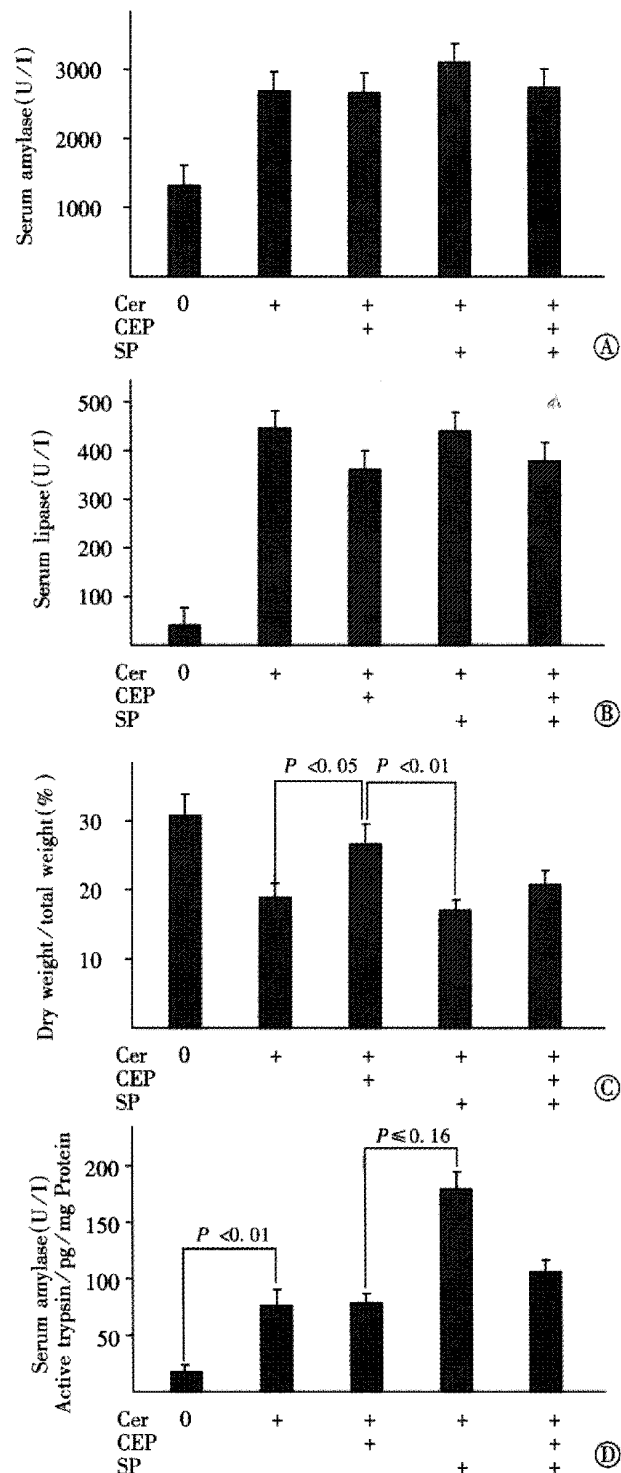 Serum amylase(U/I)
3000
2000
1000
Cer 0 + + + +
CEP + +
SP + +
Ⓐ
Serum lipase(U/I)
500
400
300
200
100
Cer 0 + + + +
CEP + +
SP + +
Ⓑ
Dry weight/total weight(%)
30
20
10
P <0.05
P <0.01
Cer 0 + + + +
CEP + +
SP + +
Ⓒ
Serum amylase(U/I)
Active trypsin/pg/mg Protein
200
150
100
50
P <0.01
P≤0.16
Cer 0 + + + +
CEP + +
SP + +
Ⓓ